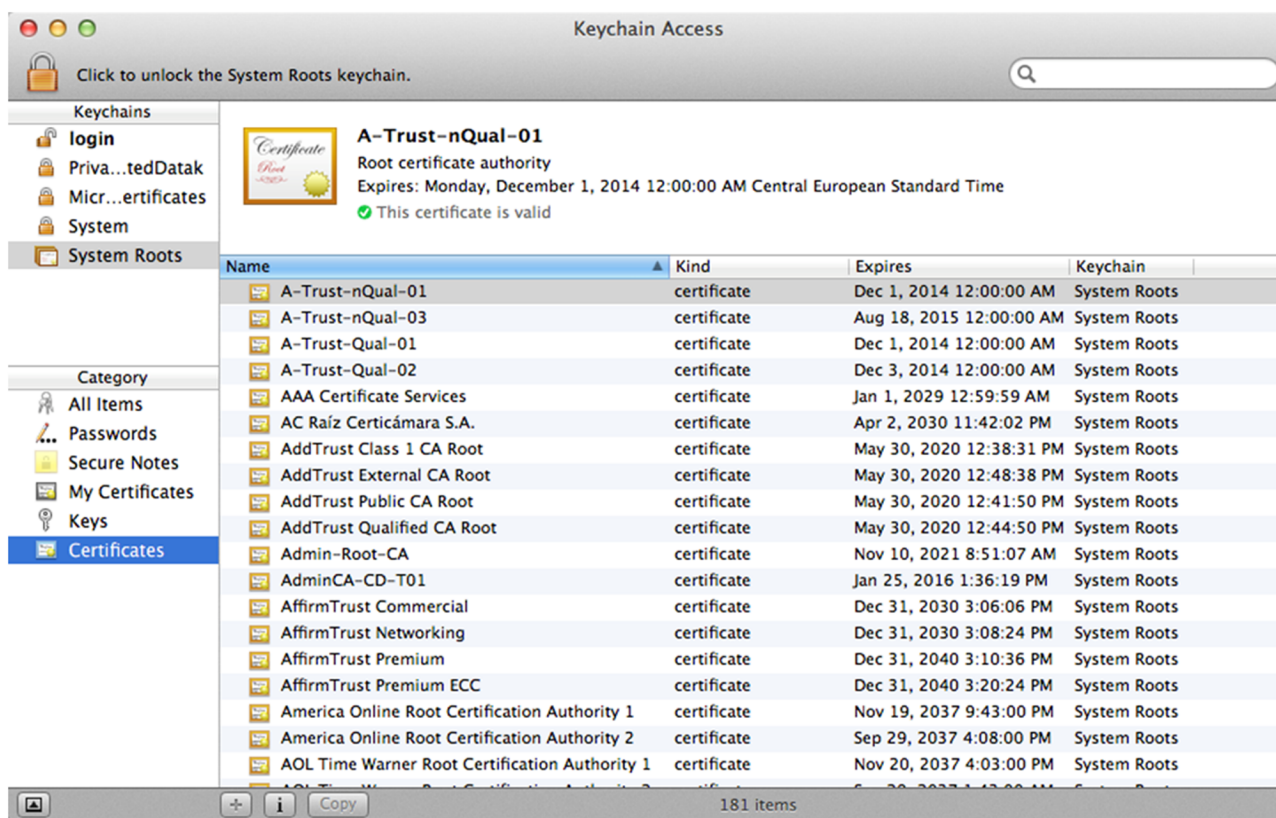 Keychain Access
Click to unlock the System Roots keychain.
Keychains
login
Priva...tedDatak
Micr...ertificates
System
System Roots
Category
All Items
Passwords
Secure Notes
My Certificates
Keys
Certificates
Certificate
Root
A-Trust-nQual-01
Root certificate authority
Expires: Monday, December 1, 2014 12:00:00 AM Central European Standard Time
This certificate is valid
Name Kind Expires Keychain
A-Trust-nQual-01 certificate Dec 1, 2014 12:00:00 AM System Roots
A-Trust-nQual-03 certificate Aug 18, 2015 12:00:00 AM System Roots
A-Trust-Qual-01 certificate Dec 1, 2014 12:00:00 AM System Roots
A-Trust-Qual-02 certificate Dec 3, 2014 12:00:00 AM System Roots
AAA Certificate Services certificate Jan 1, 2029 12:59:59 AM System Roots
AC Raíz Certicámara S.A. certificate Apr 2, 2030 11:42:02 PM System Roots
AddTrust Class 1 CA Root certificate May 30, 2020 12:38:31 PM System Roots
AddTrust External CA Root certificate May 30, 2020 12:48:38 PM System Roots
AddTrust Public CA Root certificate May 30, 2020 12:41:50 PM System Roots
AddTrust Qualified CA Root certificate May 30, 2020 12:44:50 PM System Roots
Admin-Root-CA certificate Nov 10, 2021 8:51:07 AM System Roots
AdminCA-CD-T01 certificate Jan 25, 2016 1:36:19 PM System Roots
AffirmTrust Commercial certificate Dec 31, 2030 3:06:06 PM System Roots
AffirmTrust Networking certificate Dec 31, 2030 3:08:24 PM System Roots
AffirmTrust Premium certificate Dec 31, 2040 3:10:36 PM System Roots
AffirmTrust Premium ECC certificate Dec 31, 2040 3:20:24 PM System Roots
America Online Root Certification Authority 1 certificate Nov 19, 2037 9:43:00 PM System Roots
America Online Root Certification Authority 2 certificate Sep 29, 2037 4:08:00 PM System Roots
AOL Time Warner Root Certification Authority 1 certificate Nov 20, 2037 4:03:00 PM System Roots
Copy
181 items